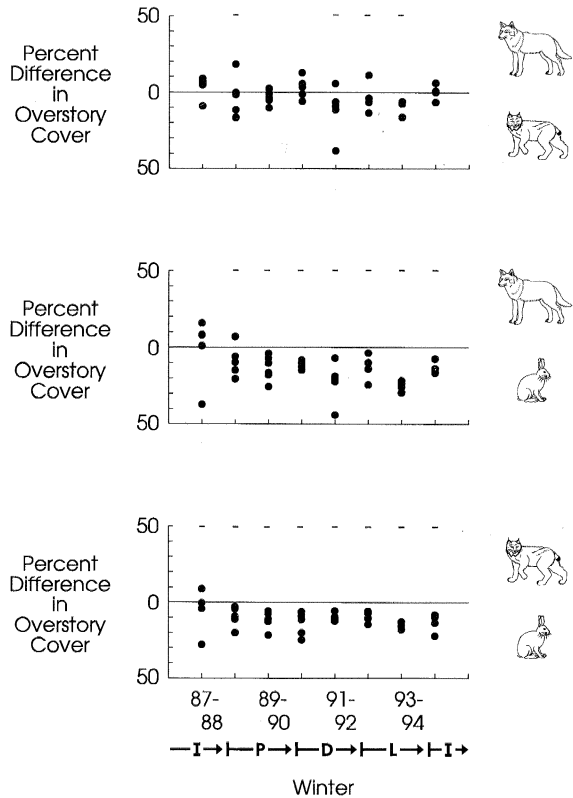 50
Percent
Difference
in
Overstory
Cover
0
50
50
Percent
Difference
in
Overstory
Cover
0
50
50
Percent
Difference
in
Overstory
Cover
0
50
87-
88
89-
90
91-
92
93-
94
I P D L I
Winter